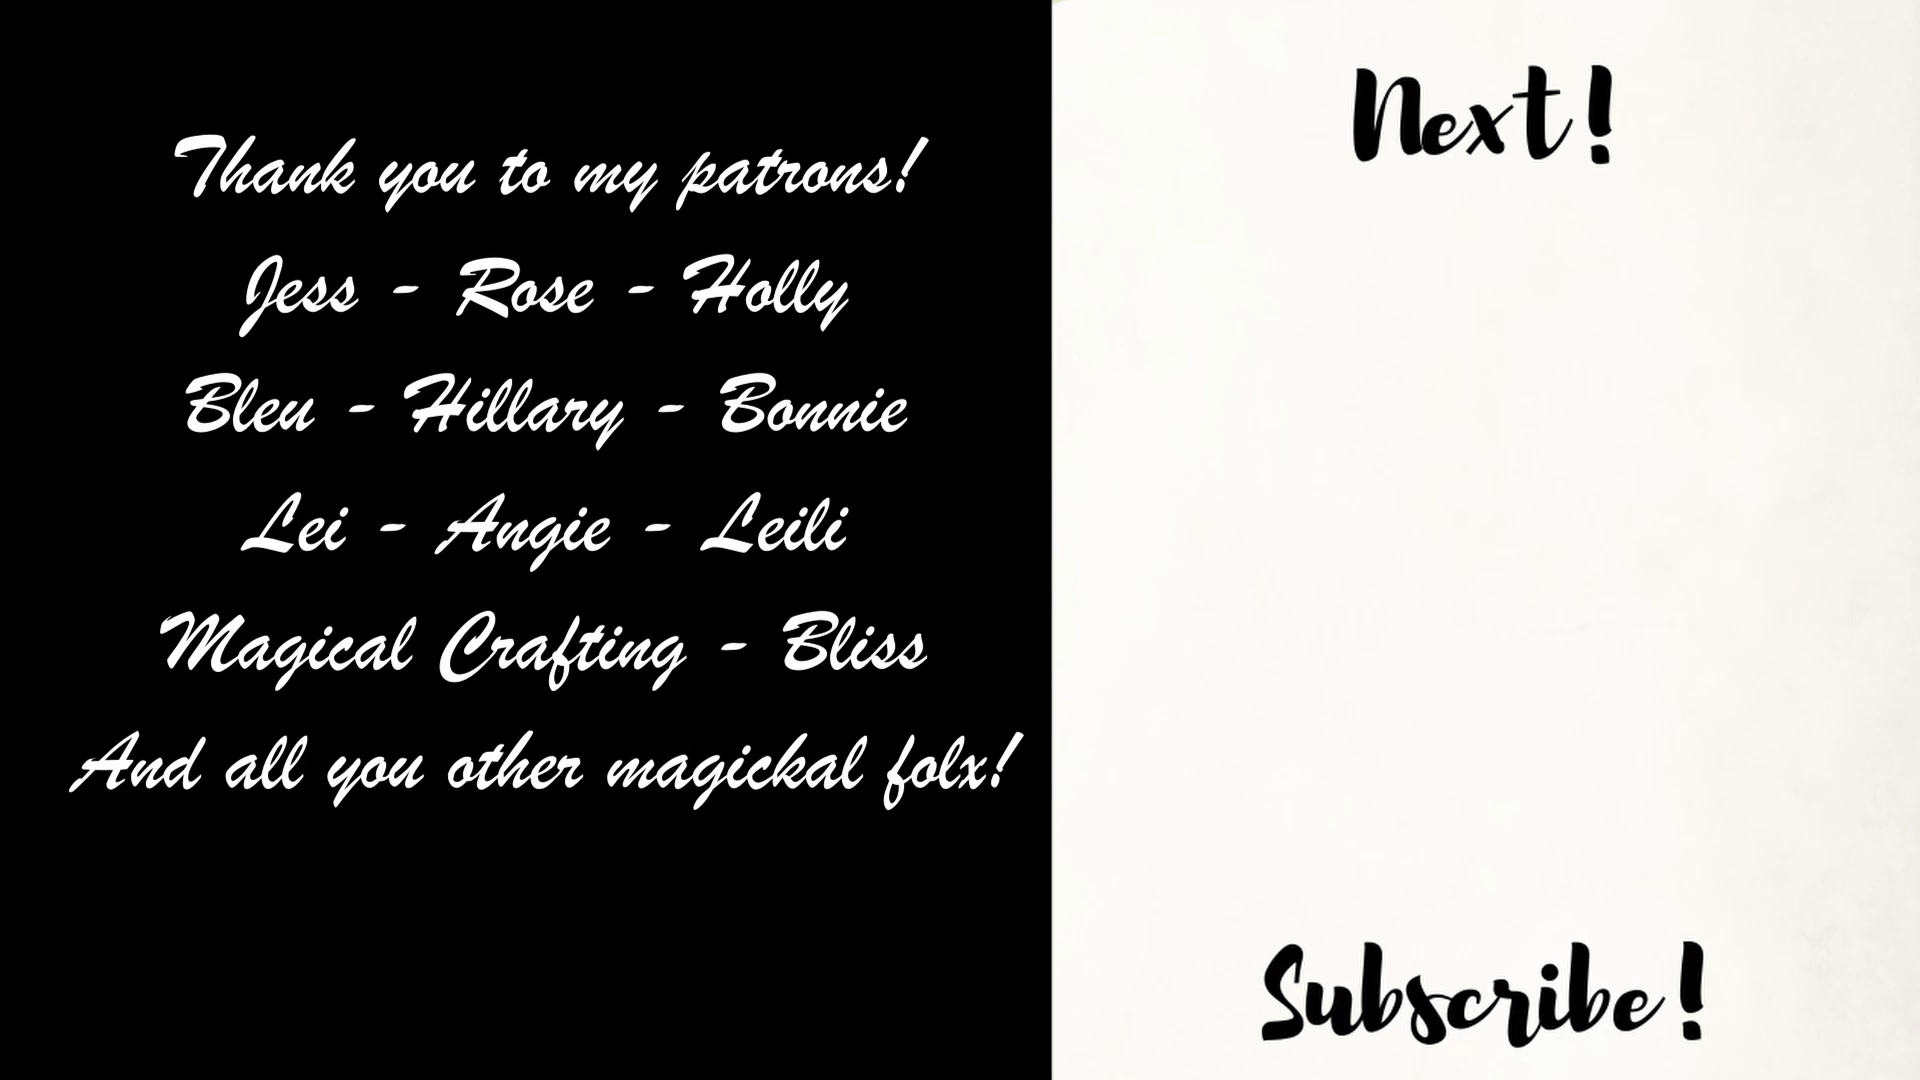 Thank you to my patrons!
Jess - Rose - Holly
Bleu - Hillary - Bonnie
Lei - Angie - Leili
Magical Crafting - Bliss
And all you other magickal folx!
Next!
Subscribe!